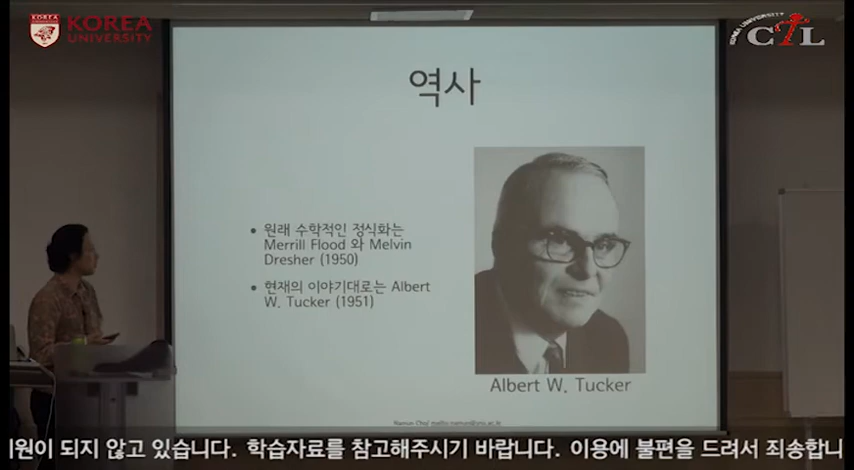 KOREA
UNIVERSITY
KOREA UNIVERSITY
CTL
역사
• 원래 수학적인 정식화는
Merrill Flood 와 Melvin
Dresher (1950)
• 현재의 이야기대로는 Albert
W. Tucker (1951)
Albert W. Tucker
원이 되지 않고 있습니다. 학습자료를 참고해주시기 바랍니다. 이용에 불편을 드려서 죄송합니